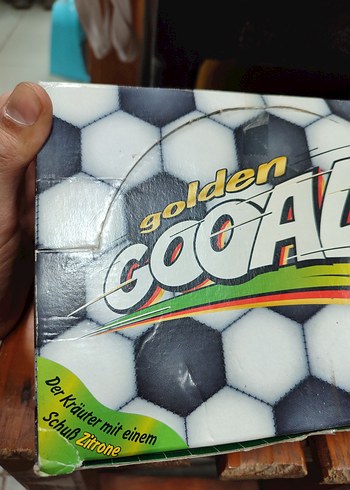 golden
GOOAL
Der Kräuter mit einem
Schuß Zitrone